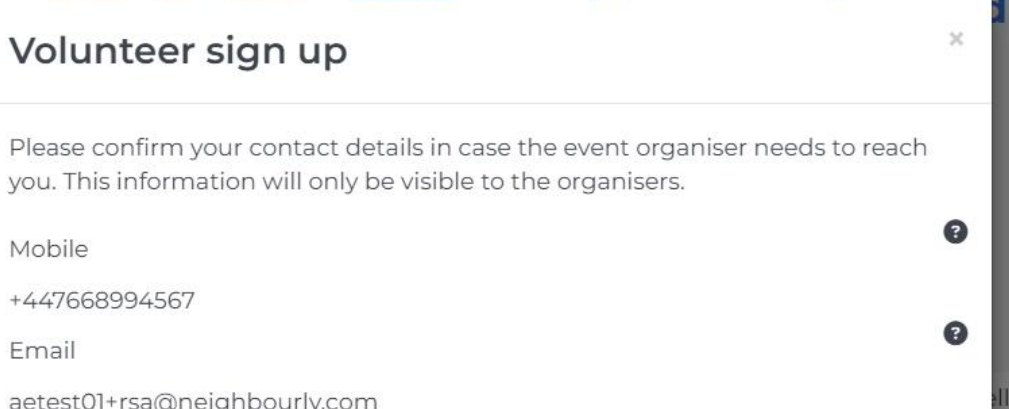 Volunteer sign up
×
Please confirm your contact details in case the event organiser needs to reach
you. This information will only be visible to the organisers.
?
Mobile
+447668994567
?
Email
aetest01+rsa@neighbourly.com